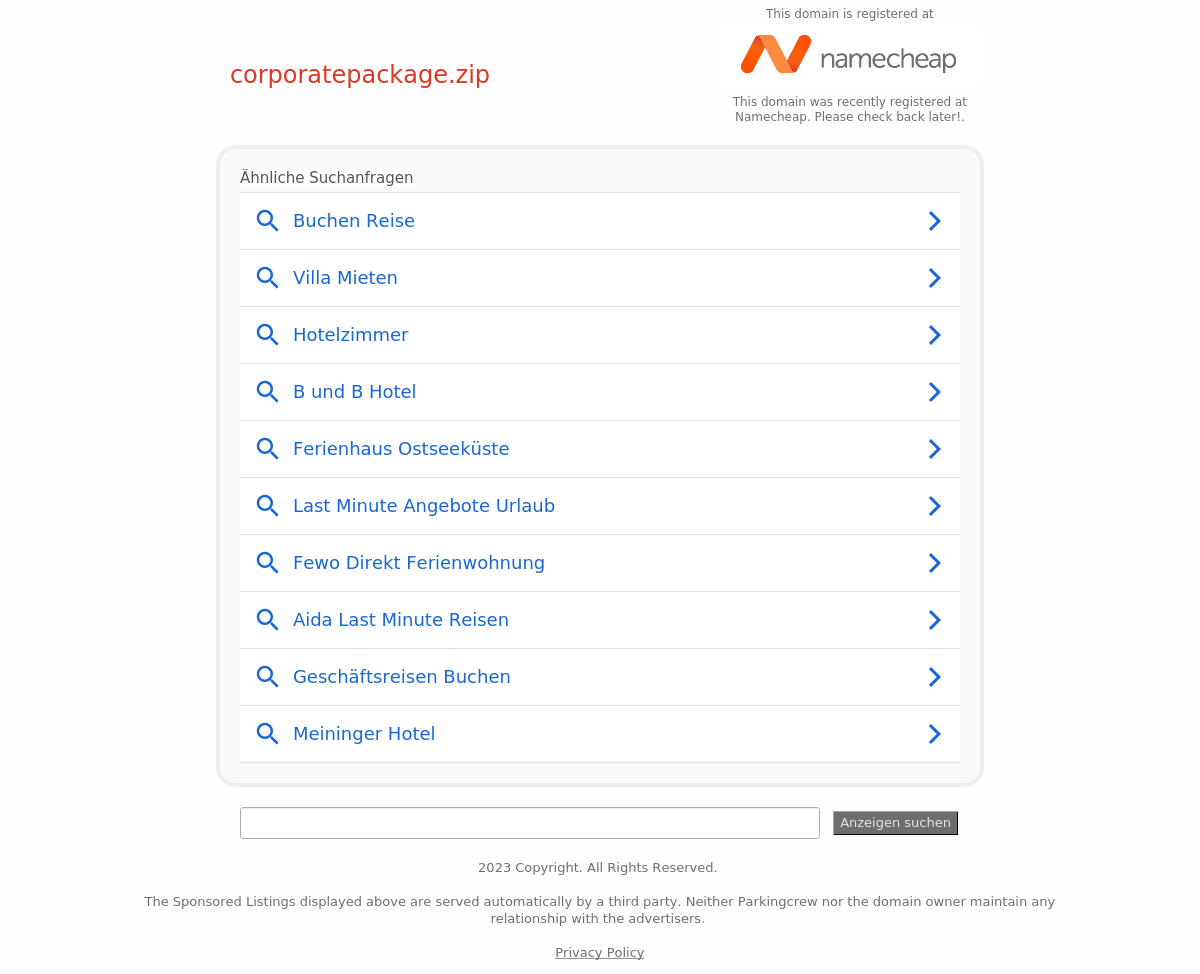 This domain is registered at
namecheap
corporatepackage.zip
This domain was recently registered at
Namecheap. Please check back later!.
Ähnliche Suchanfragen
Buchen Reise
Villa Mieten
Hotelzimmer
B und B Hotel
Ferienhaus Ostseeküste
Last Minute Angebote Urlaub
Fewo Direkt Ferienwohnung
Aida Last Minute Reisen
Geschäftsreisen Buchen
Meininger Hotel
Anzeigen suchen
2023 Copyright. All Rights Reserved.
The Sponsored Listings displayed above are served automatically by a third party. Neither Parkingcrew nor the domain owner maintain any
relationship with the advertisers.
Privacy Policy